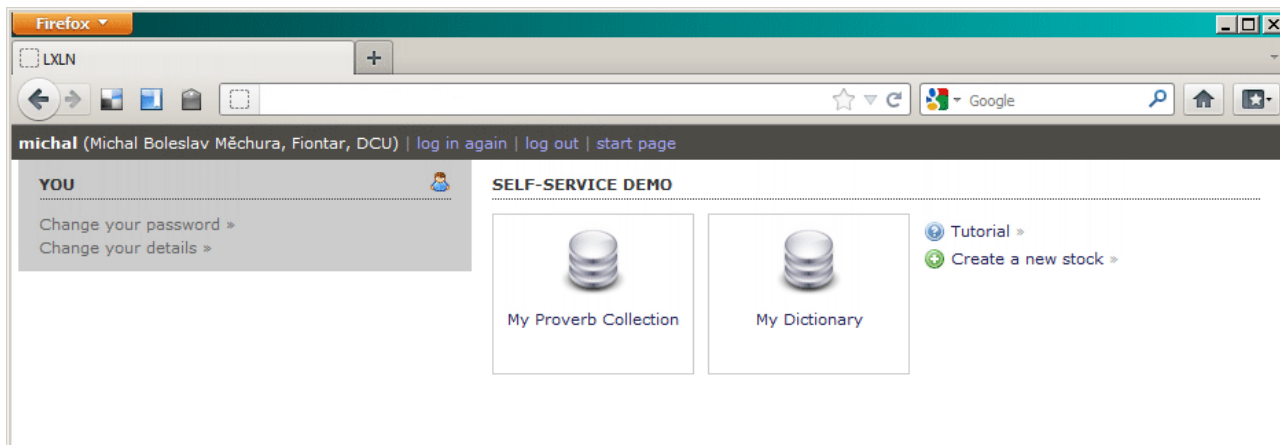 Firefox
LXLN
Google
michal (Michal Boleslav Měchura, Fiontar, DCU) | log in again | log out | start page
YOU
Change your password »
Change your details »
SELF-SERVICE DEMO
My Proverb Collection
My Dictionary
Tutorial »
Create a new stock »